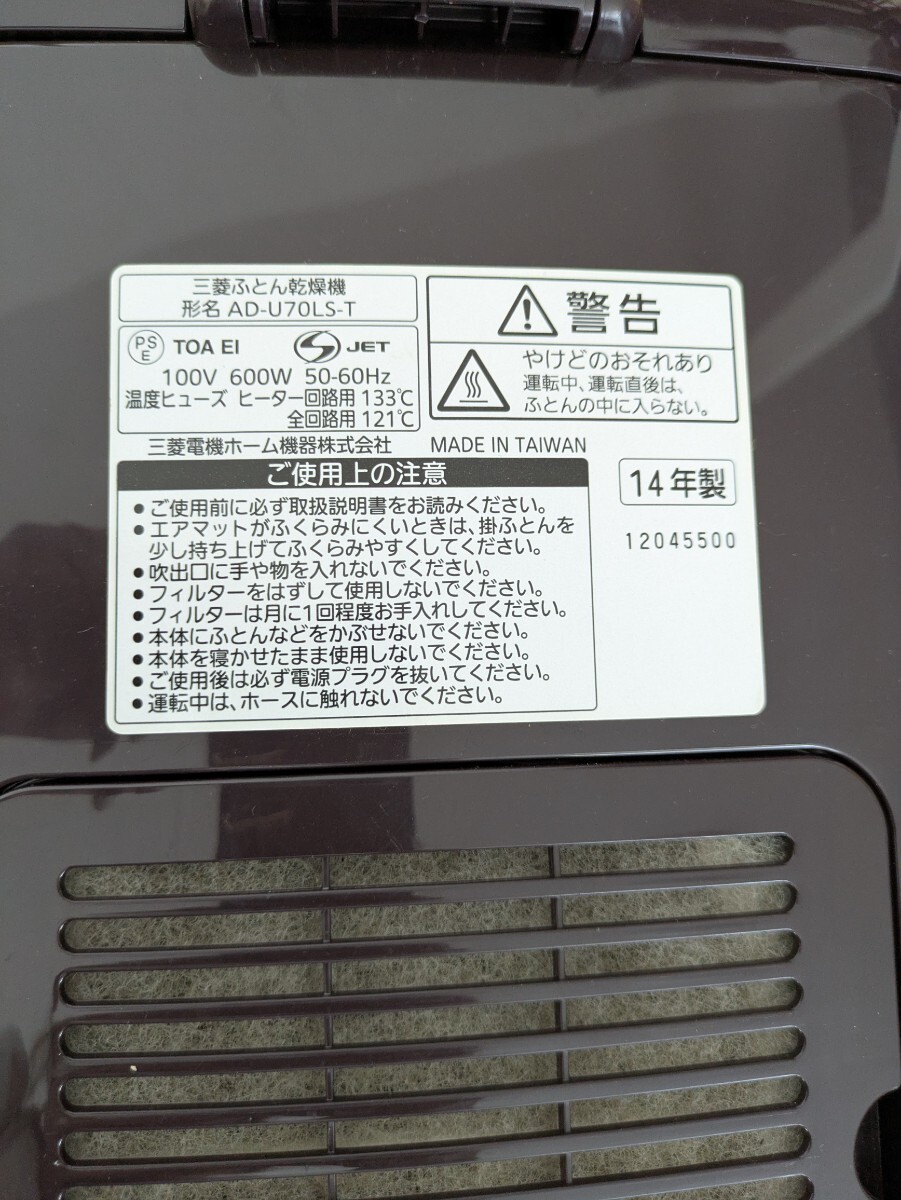 三菱ふとん乾燥機
形名 AD-U70LS-T
PS
E
TOA EI
S JET
100V 600W 50-60Hz
温度ヒューズ ヒーター回路用 133℃
全回路用 121℃
警告
やけどのおそれあり
運転中、運転直後は、
ふとんの中に入らない。
三菱電機ホーム機器株式会社 MADE IN TAIWAN
ご使用上の注意
●ご使用前に必ず取扱説明書をお読みください。
●エアマットがふくらみにくいときは、掛ふとんを
少し持ち上げてふくらみやすくしてください。
●吹出口に手や物を入れないでください。
●フィルターをはずして使用しないでください。
●フィルターは月に1回程度お手入れしてください。
●本体にふとんなどをかぶせないでください。
●本体を寝かせたまま使用しないでください。
●ご使用後は必ず電源プラグを抜いてください。
●運転中は、ホースに触れないでください。
14年製
12045500